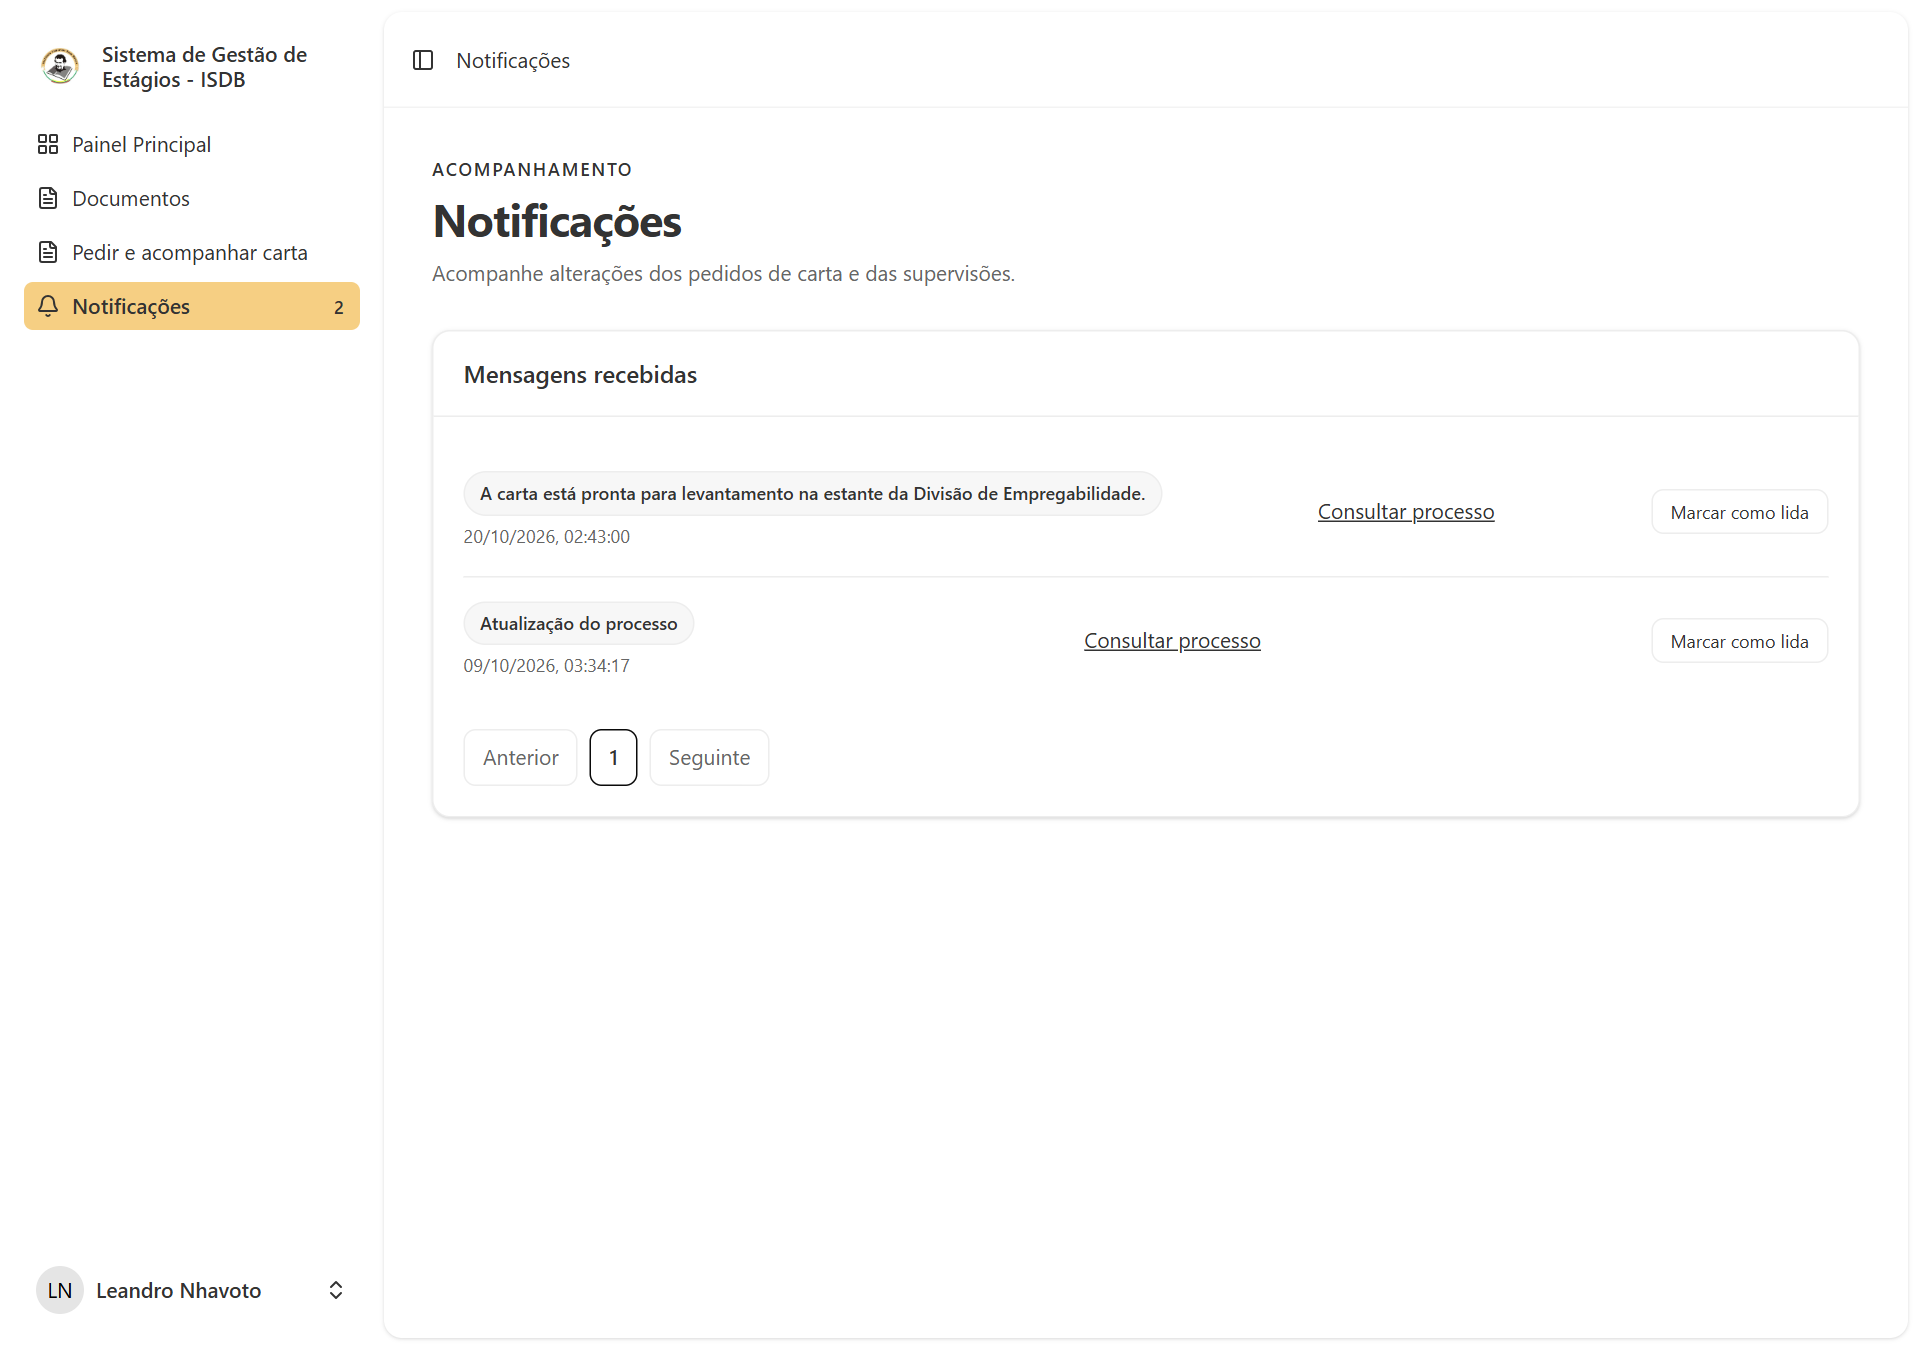 Sistema de Gestão de
Estágios - ISDB
Painel Principal
Documentos
Pedir e acompanhar carta
Notificações 2
Leandro Nhavoto
LN
Notificações
ACOMPANHAMENTO
Notificações
Acompanhe alterações dos pedidos de carta e das supervisões.
Mensagens recebidas
A carta está pronta para levantamento na estante da Divisão de Empregabilidade.
20/10/2026, 02:43:00
Consultar processo
Marcar como lida
Atualização do processo
09/10/2026, 03:34:17
Consultar processo
Marcar como lida
Anterior 1 Seguinte